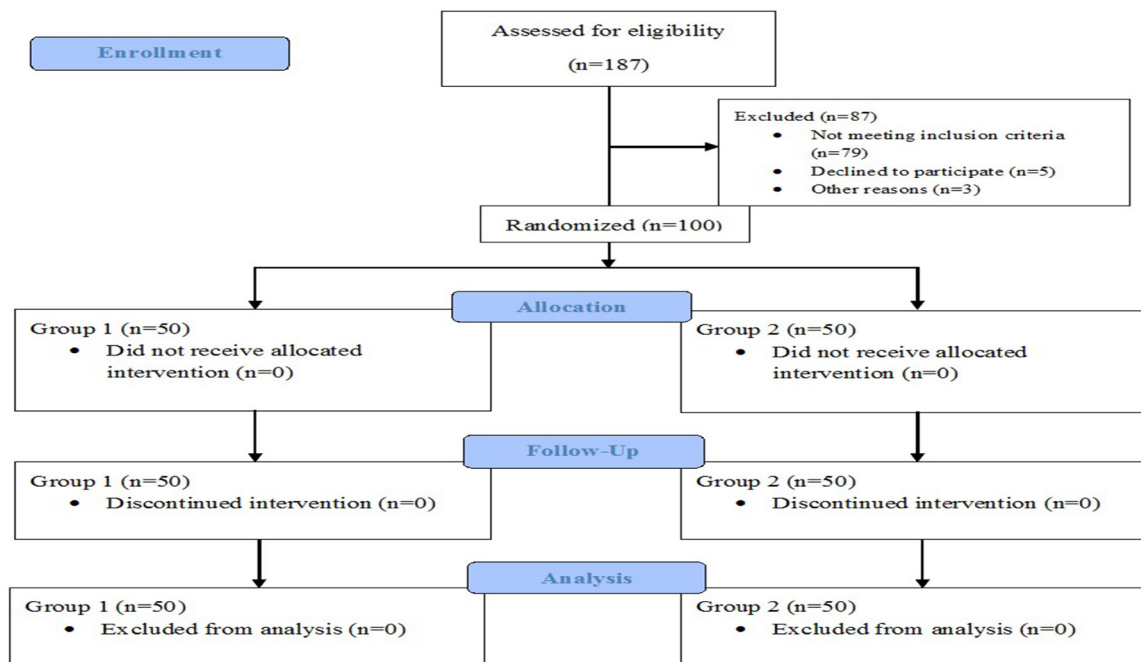 Enrollment
Assessed for eligibility
(n=187)
Excluded (n=87)
• Not meeting inclusion criteria
(n=79)
• Declined to participate (n=5)
• Other reasons (n=3)
Randomized (n=100)
Allocation
Group 1 (n=50)
• Did not receive allocated
intervention (n=0)
Group 2 (n=50)
• Did not receive allocated
intervention (n=0)
Follow-Up
Group 1 (n=50)
• Discontinued intervention (n=0)
Group 2 (n=50)
• Discontinued intervention (n=0)
Analysis
Group 1 (n=50)
• Excluded from analysis (n=0)
Group 2 (n=50)
• Excluded from analysis (n=0)